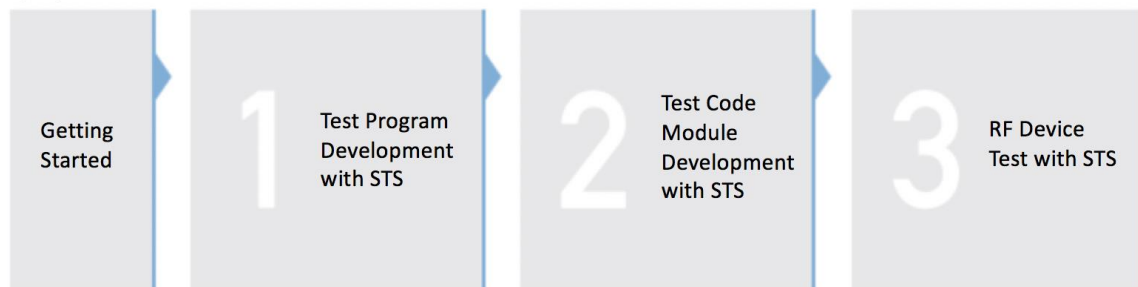 Getting
Started
1
Test Program
Development
with STS
2
Test Code
Module
Development
with STS
3
RF Device
Test with STS